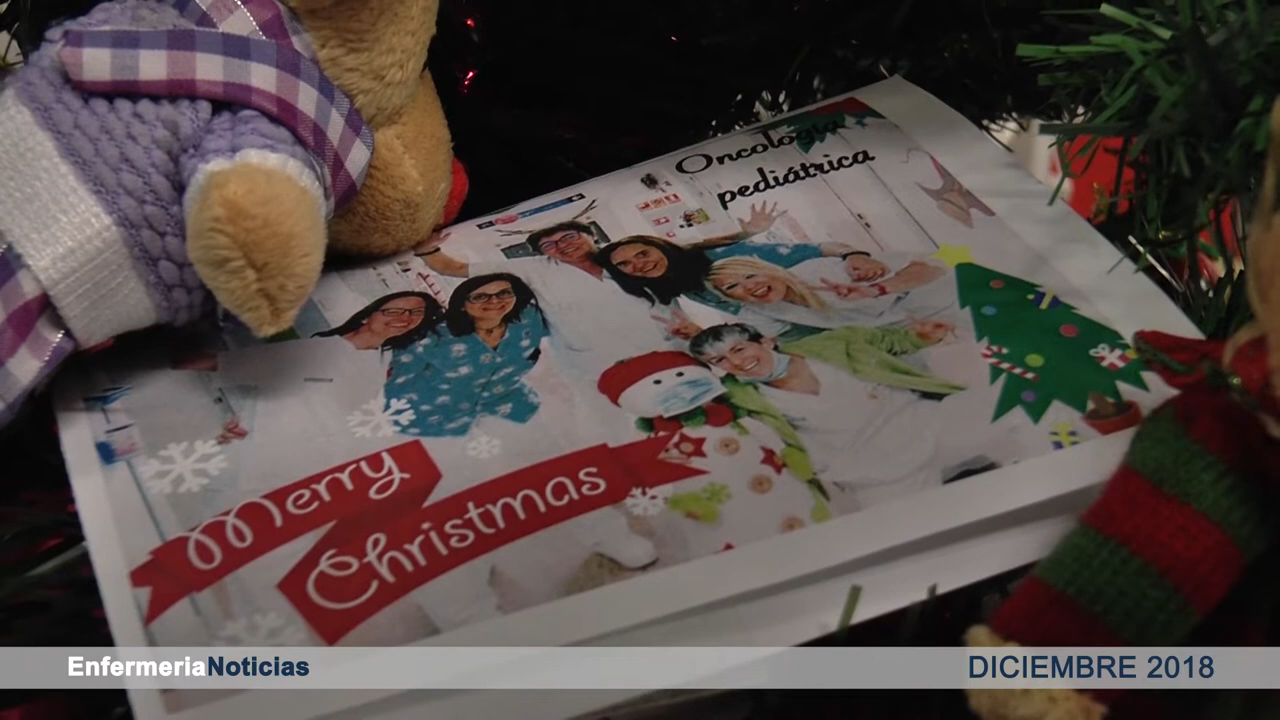 Oncología
pediátrica
Merry
Christmas
EnfermeriaNoticias
DICIEMBRE 2018